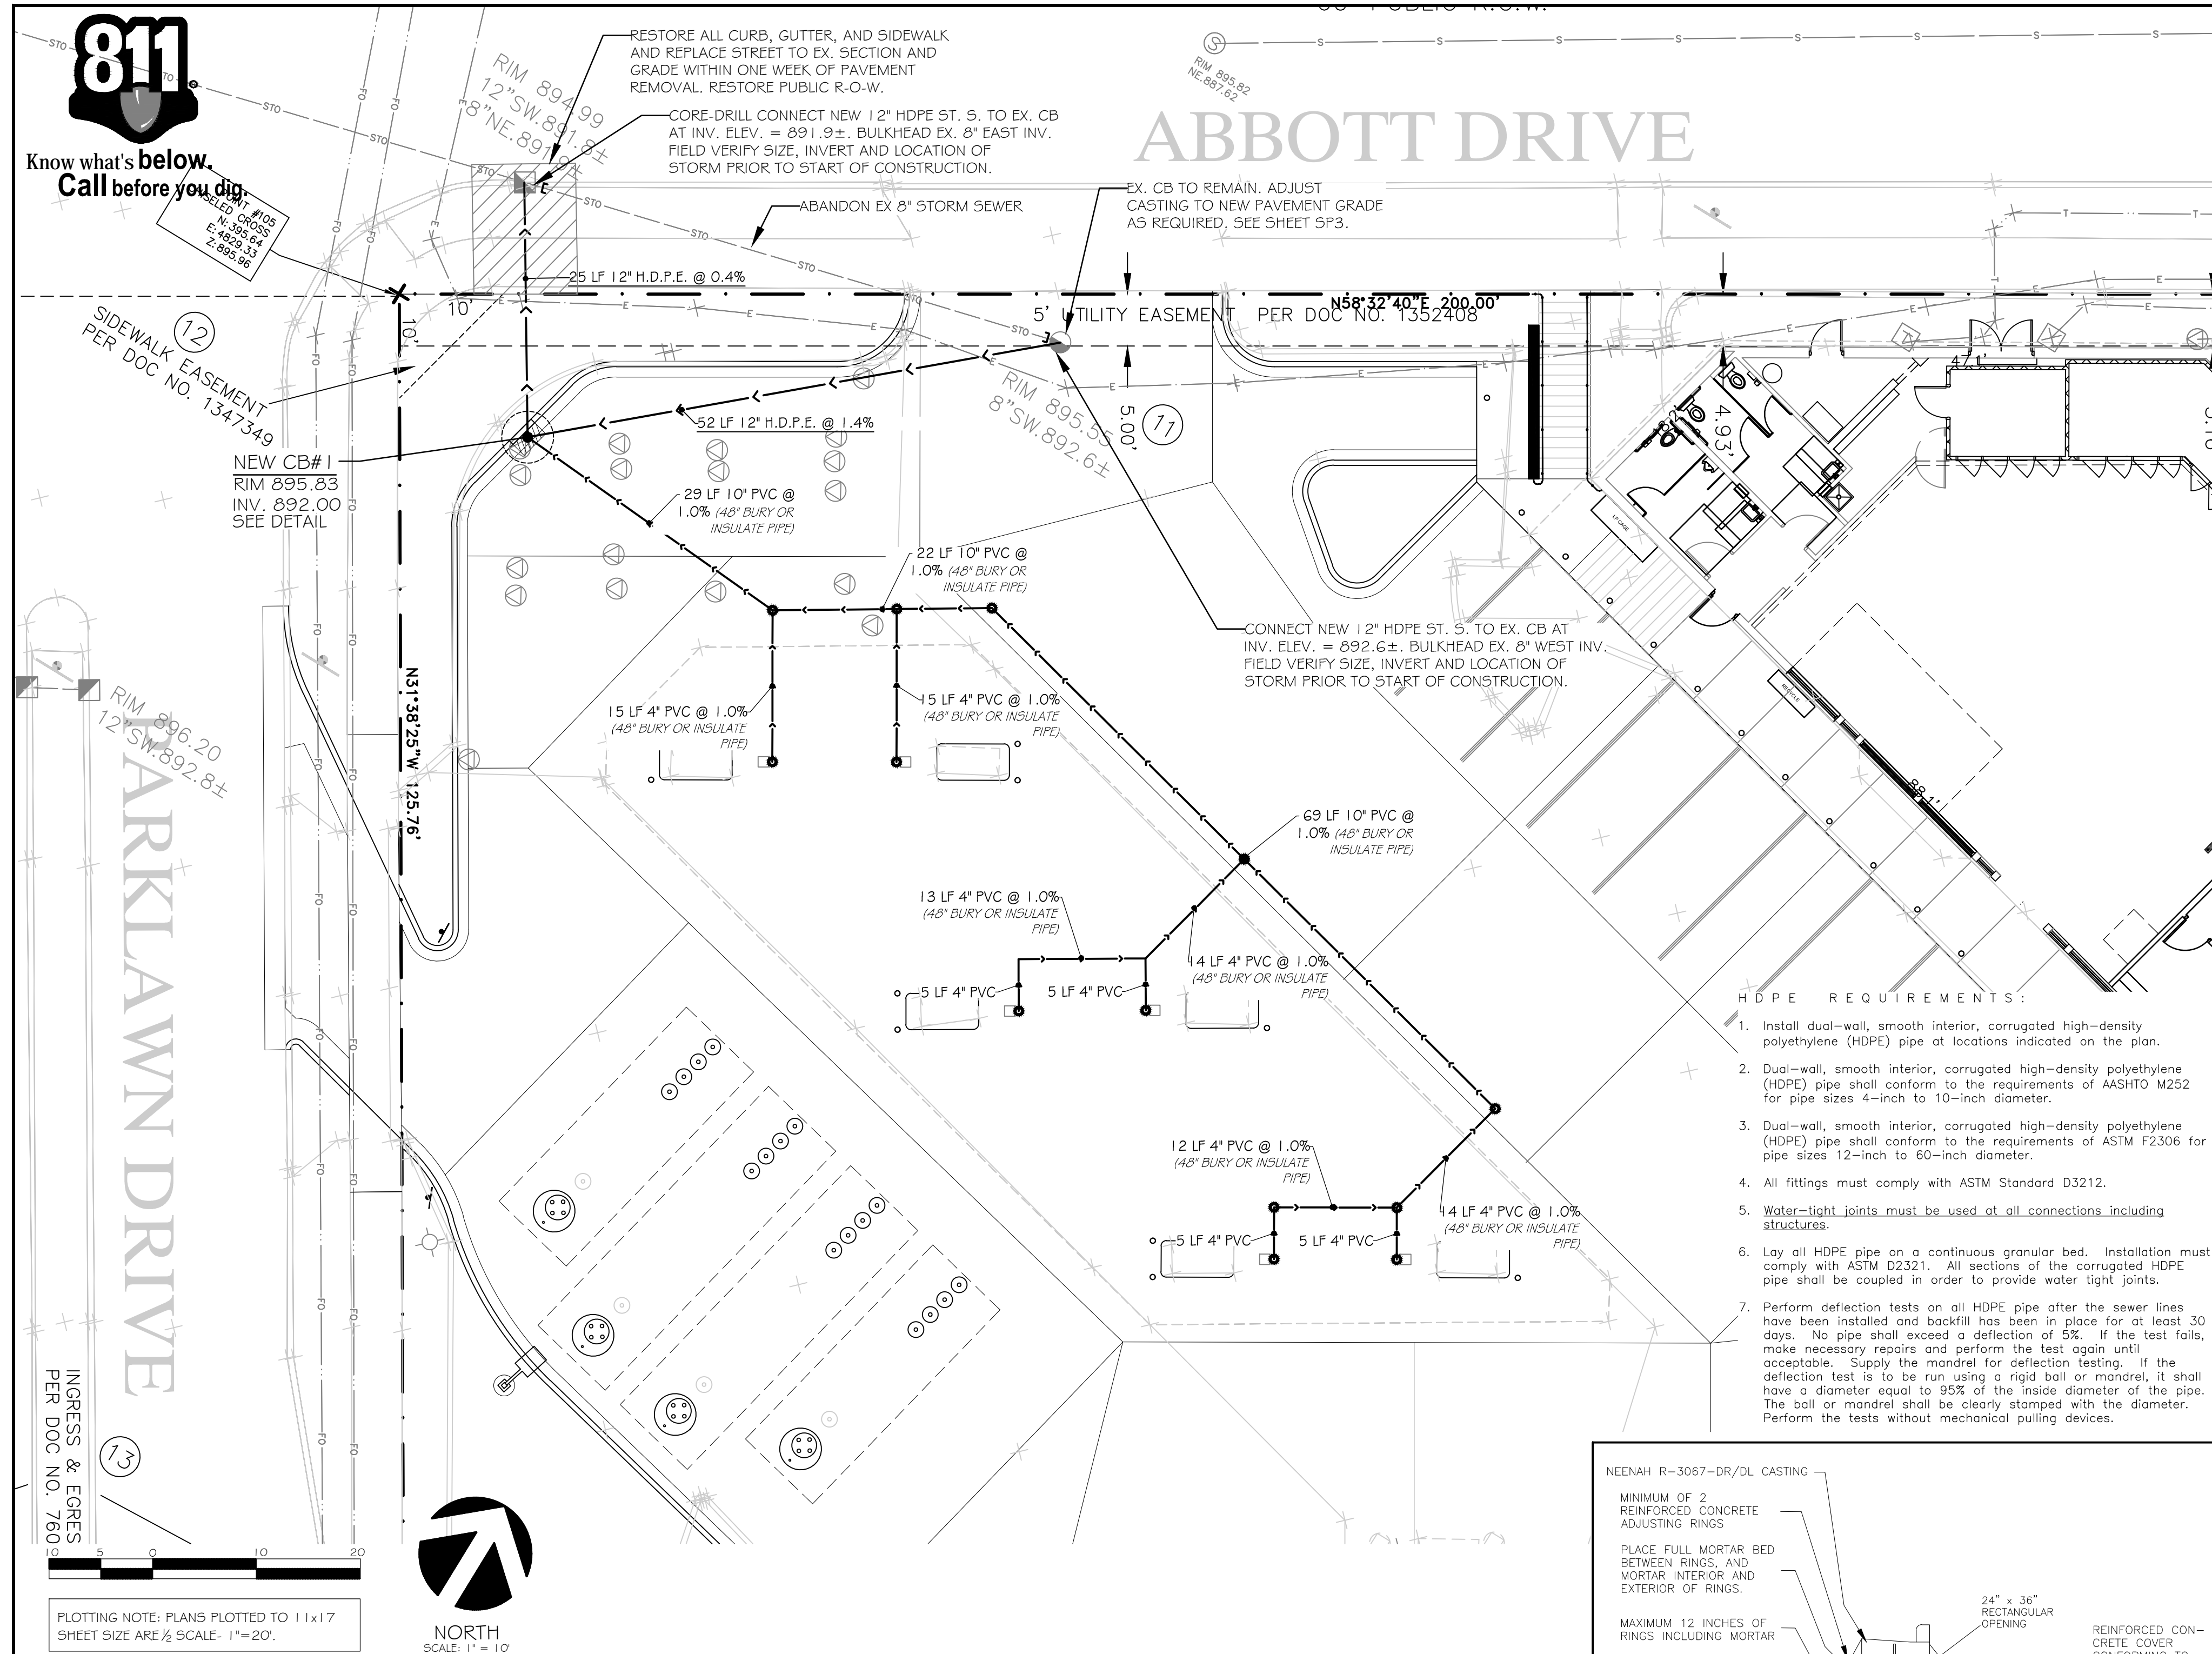 811
Know what's below.
Call before you dig.
RESTORE ALL CURB, GUTTER, AND SIDEWALK
AND REPLACE STREET TO EX. SECTION AND
GRADE WITHIN ONE WEEK OF PAVEMENT
REMOVAL. RESTORE PUBLIC R-O-W.
CORE-DRILL CONNECT NEW 12" HDPE ST. S. TO EX. CB
AT INV. ELEV. = 891.9±. BULKHEAD EX. 8" EAST INV.
FIELD VERIFY SIZE, INVERT AND LOCATION OF
STORM PRIOR TO START OF CONSTRUCTION.
ABANDON EX 8" STORM SEWER
RIM 894.99
12"SW.891.8±
8"NE.891.9±
RIM 895.82
NE.887.62
ABBOTT DRIVE
EX. CB TO REMAIN. ADJUST
CASTING TO NEW PAVEMENT GRADE
AS REQUIRED. SEE SHEET SP3.
POINT #105
CROSS
N:395.64
E:4829.33
Z:895.96
25 LF 12" H.D.P.E. @ 0.4%
10'
10'
N58°32'40"E 200.00'
5' UTILITY EASEMENT PER DOC NO. 1352408
12
SIDEWALK EASEMENT
PER DOC NO. 1347349
RIM 895.55
8"SW.892.6±
11
5.00'
4.93'
47.1'
52 LF 12" H.D.P.E. @ 1.4%
NEW CB#1
RIM 895.83
INV. 892.00
SEE DETAIL
29 LF 10" PVC @
1.0% (48" BURY OR
INSULATE PIPE)
22 LF 10" PVC @
1.0% (48" BURY OR
INSULATE PIPE)
LP CAGE
RECYCLE
88.1'
CONNECT NEW 12" HDPE ST. S. TO EX. CB AT
INV. ELEV. = 892.6±. BULKHEAD EX. 8" WEST INV.
FIELD VERIFY SIZE, INVERT AND LOCATION OF
STORM PRIOR TO START OF CONSTRUCTION.
RIM 896.20
12"SW.892.8±
N31°38'25"W 125.76'
15 LF 4" PVC @ 1.0%
(48" BURY OR INSULATE
PIPE)
15 LF 4" PVC @ 1.0%
(48" BURY OR INSULATE
PIPE)
PARKLAWN DRIVE
69 LF 10" PVC @
1.0% (48" BURY OR
INSULATE PIPE)
13 LF 4" PVC @ 1.0%
(48" BURY OR INSULATE
PIPE)
14 LF 4" PVC @ 1.0%
(48" BURY OR INSULATE
PIPE)
5 LF 4" PVC
5 LF 4" PVC
12 LF 4" PVC @ 1.0%
(48" BURY OR INSULATE
PIPE)
14 LF 4" PVC @ 1.0%
(48" BURY OR INSULATE
PIPE)
5 LF 4" PVC
5 LF 4" PVC
HDPE REQUIREMENTS:
1. Install dual-wall, smooth interior, corrugated high-density
polyethylene (HDPE) pipe at locations indicated on the plan.
2. Dual-wall, smooth interior, corrugated high-density polyethylene
(HDPE) pipe shall conform to the requirements of AASHTO M252
for pipe sizes 4-inch to 10-inch diameter.
3. Dual-wall, smooth interior, corrugated high-density polyethylene
(HDPE) pipe shall conform to the requirements of ASTM F2306 for
pipe sizes 12-inch to 60-inch diameter.
4. All fittings must comply with ASTM Standard D3212.
5. Water-tight joints must be used at all connections including
structures.
6. Lay all HDPE pipe on a continuous granular bed. Installation must
comply with ASTM D2321. All sections of the corrugated HDPE
pipe shall be coupled in order to provide water tight joints.
7. Perform deflection tests on all HDPE pipe after the sewer lines
have been installed and backfill has been in place for at least 30
days. No pipe shall exceed a deflection of 5%. If the test fails,
make necessary repairs and perform the test again until
acceptable. Supply the mandrel for deflection testing. If the
deflection test is to be run using a rigid ball or mandrel, it shall
have a diameter equal to 95% of the inside diameter of the pipe.
The ball or mandrel shall be clearly stamped with the diameter.
Perform the tests without mechanical pulling devices.
INGRESS & EGRES
PER DOC NO. 760
13
10 5 0 10 20
PLOTTING NOTE: PLANS PLOTTED TO 11x17
SHEET SIZE ARE ½ SCALE- 1"=20'.
NORTH
SCALE: 1" = 10'
NEENAH R-3067-DR/DL CASTING
MINIMUM OF 2
REINFORCED CONCRETE
ADJUSTING RINGS
PLACE FULL MORTAR BED
BETWEEN RINGS, AND
MORTAR INTERIOR AND
EXTERIOR OF RINGS.
MAXIMUM 12 INCHES OF
RINGS INCLUDING MORTAR
24" x 36"
RECTANGULAR
OPENING
REINFORCED CON-
CRETE COVER